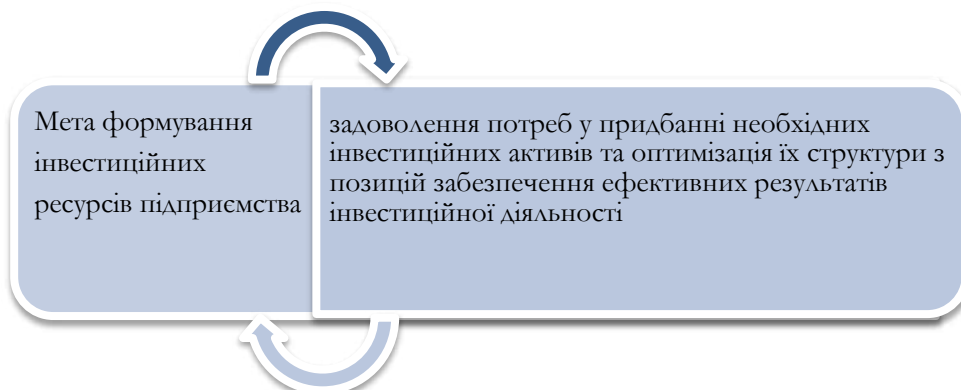 Мета формування
інвестиційних
ресурсів підприємства
задоволення потреб у придбанні необхідних
інвестиційних активів та оптимізація їх структури з
позицій забезпечення ефективних результатів
інвестиційної діяльності